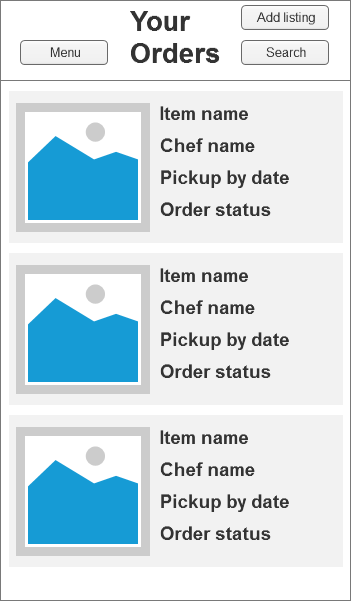 Your
Orders
Add listing
Menu
Search
Item name
Chef name
Pickup by date
Order status
Item name
Chef name
Pickup by date
Order status
Item name
Chef name
Pickup by date
Order status